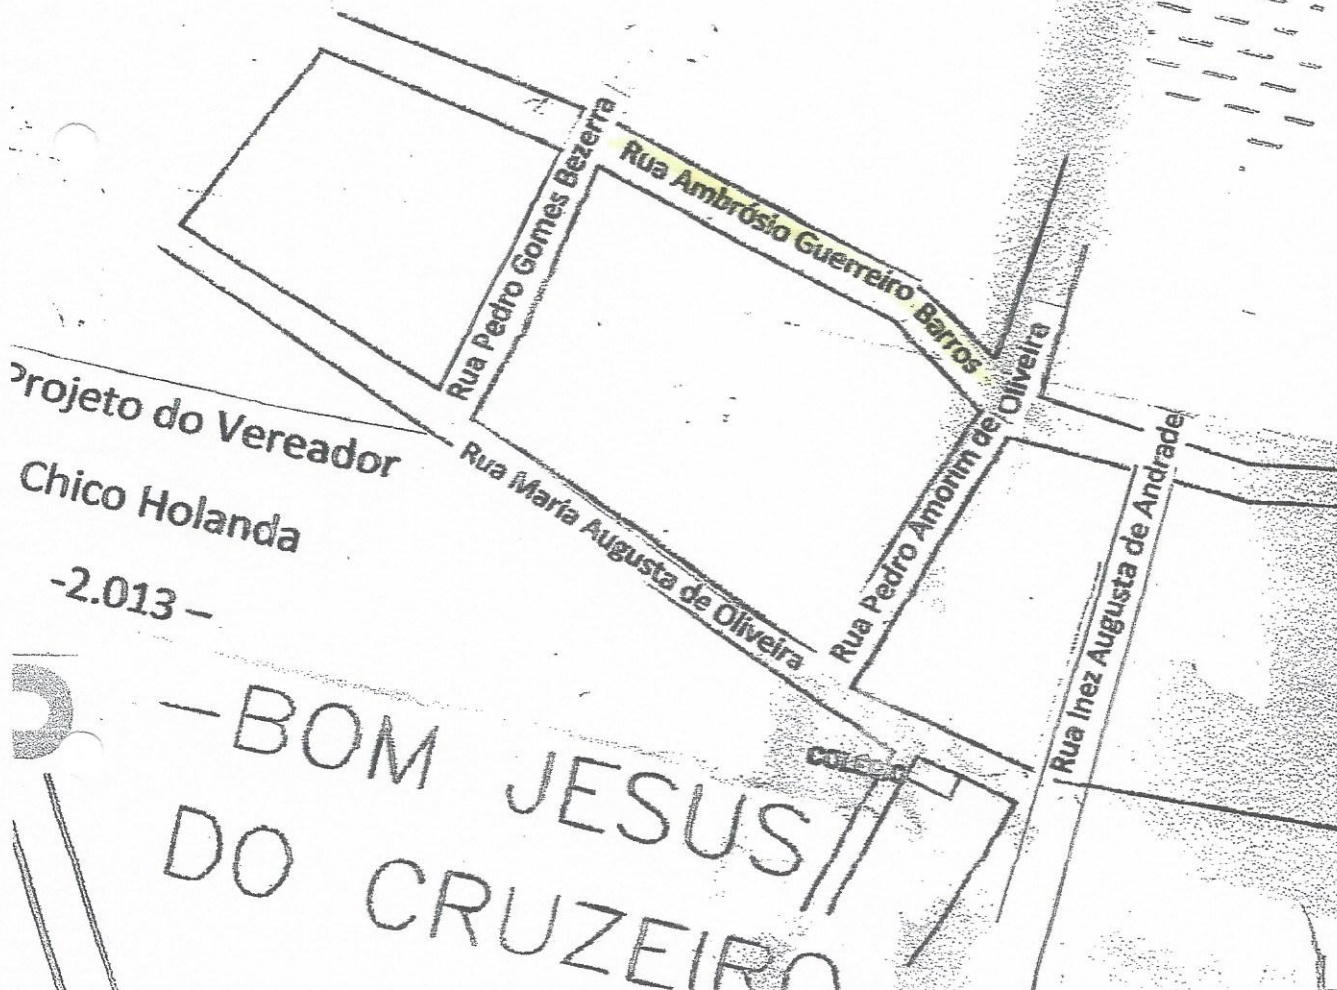 Rua Pedro Gomes Bezerra
Rua Ambrósio Guerreiro Barros
Rua Pedro Amorim de Oliveira
Rua Inez Augusta de Andrade
Rua María Augusta de Oliveira
Projeto do Vereador
Chico Holanda
-2.013 –
—BOM JESUS
DO CRUZEIRO